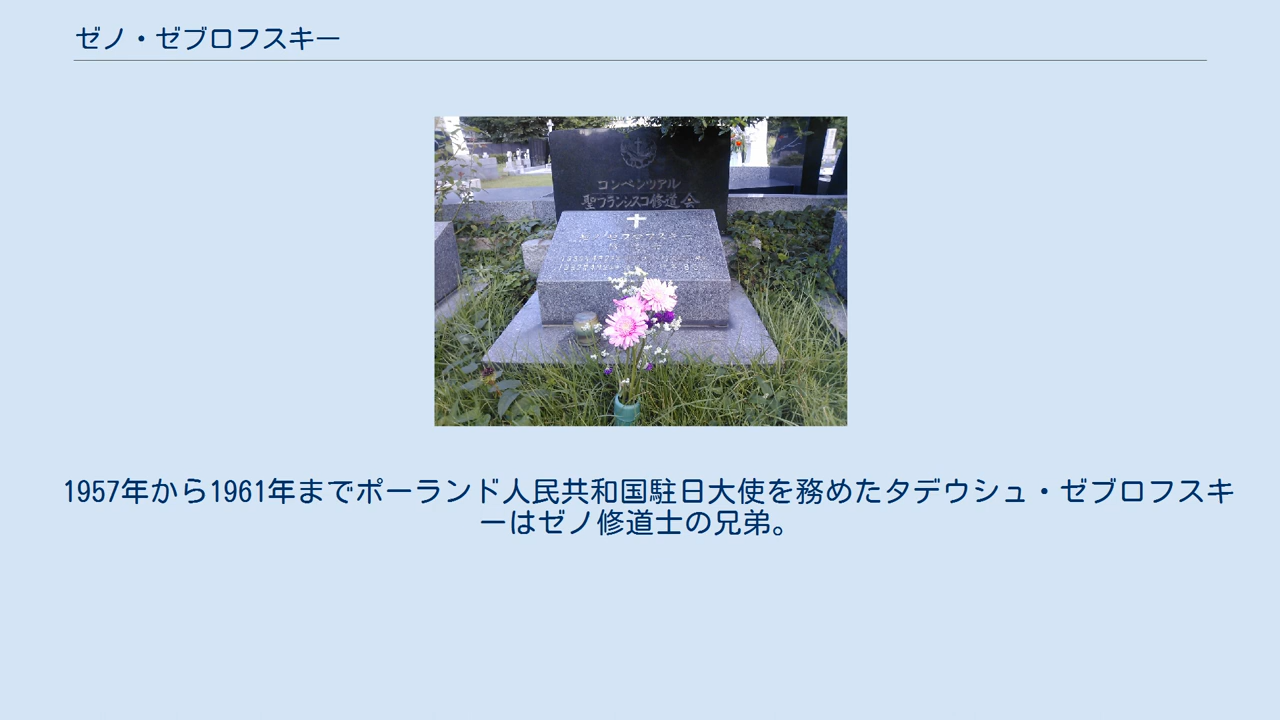 ゼノ・ゼブロフスキー
コンベンツアル
聖フランシスコ修道会
1957年から1961年までポーランド人民共和国駐日大使を務めたタデウシュ・ゼブロフスキ
ーはゼノ修道士の兄弟。